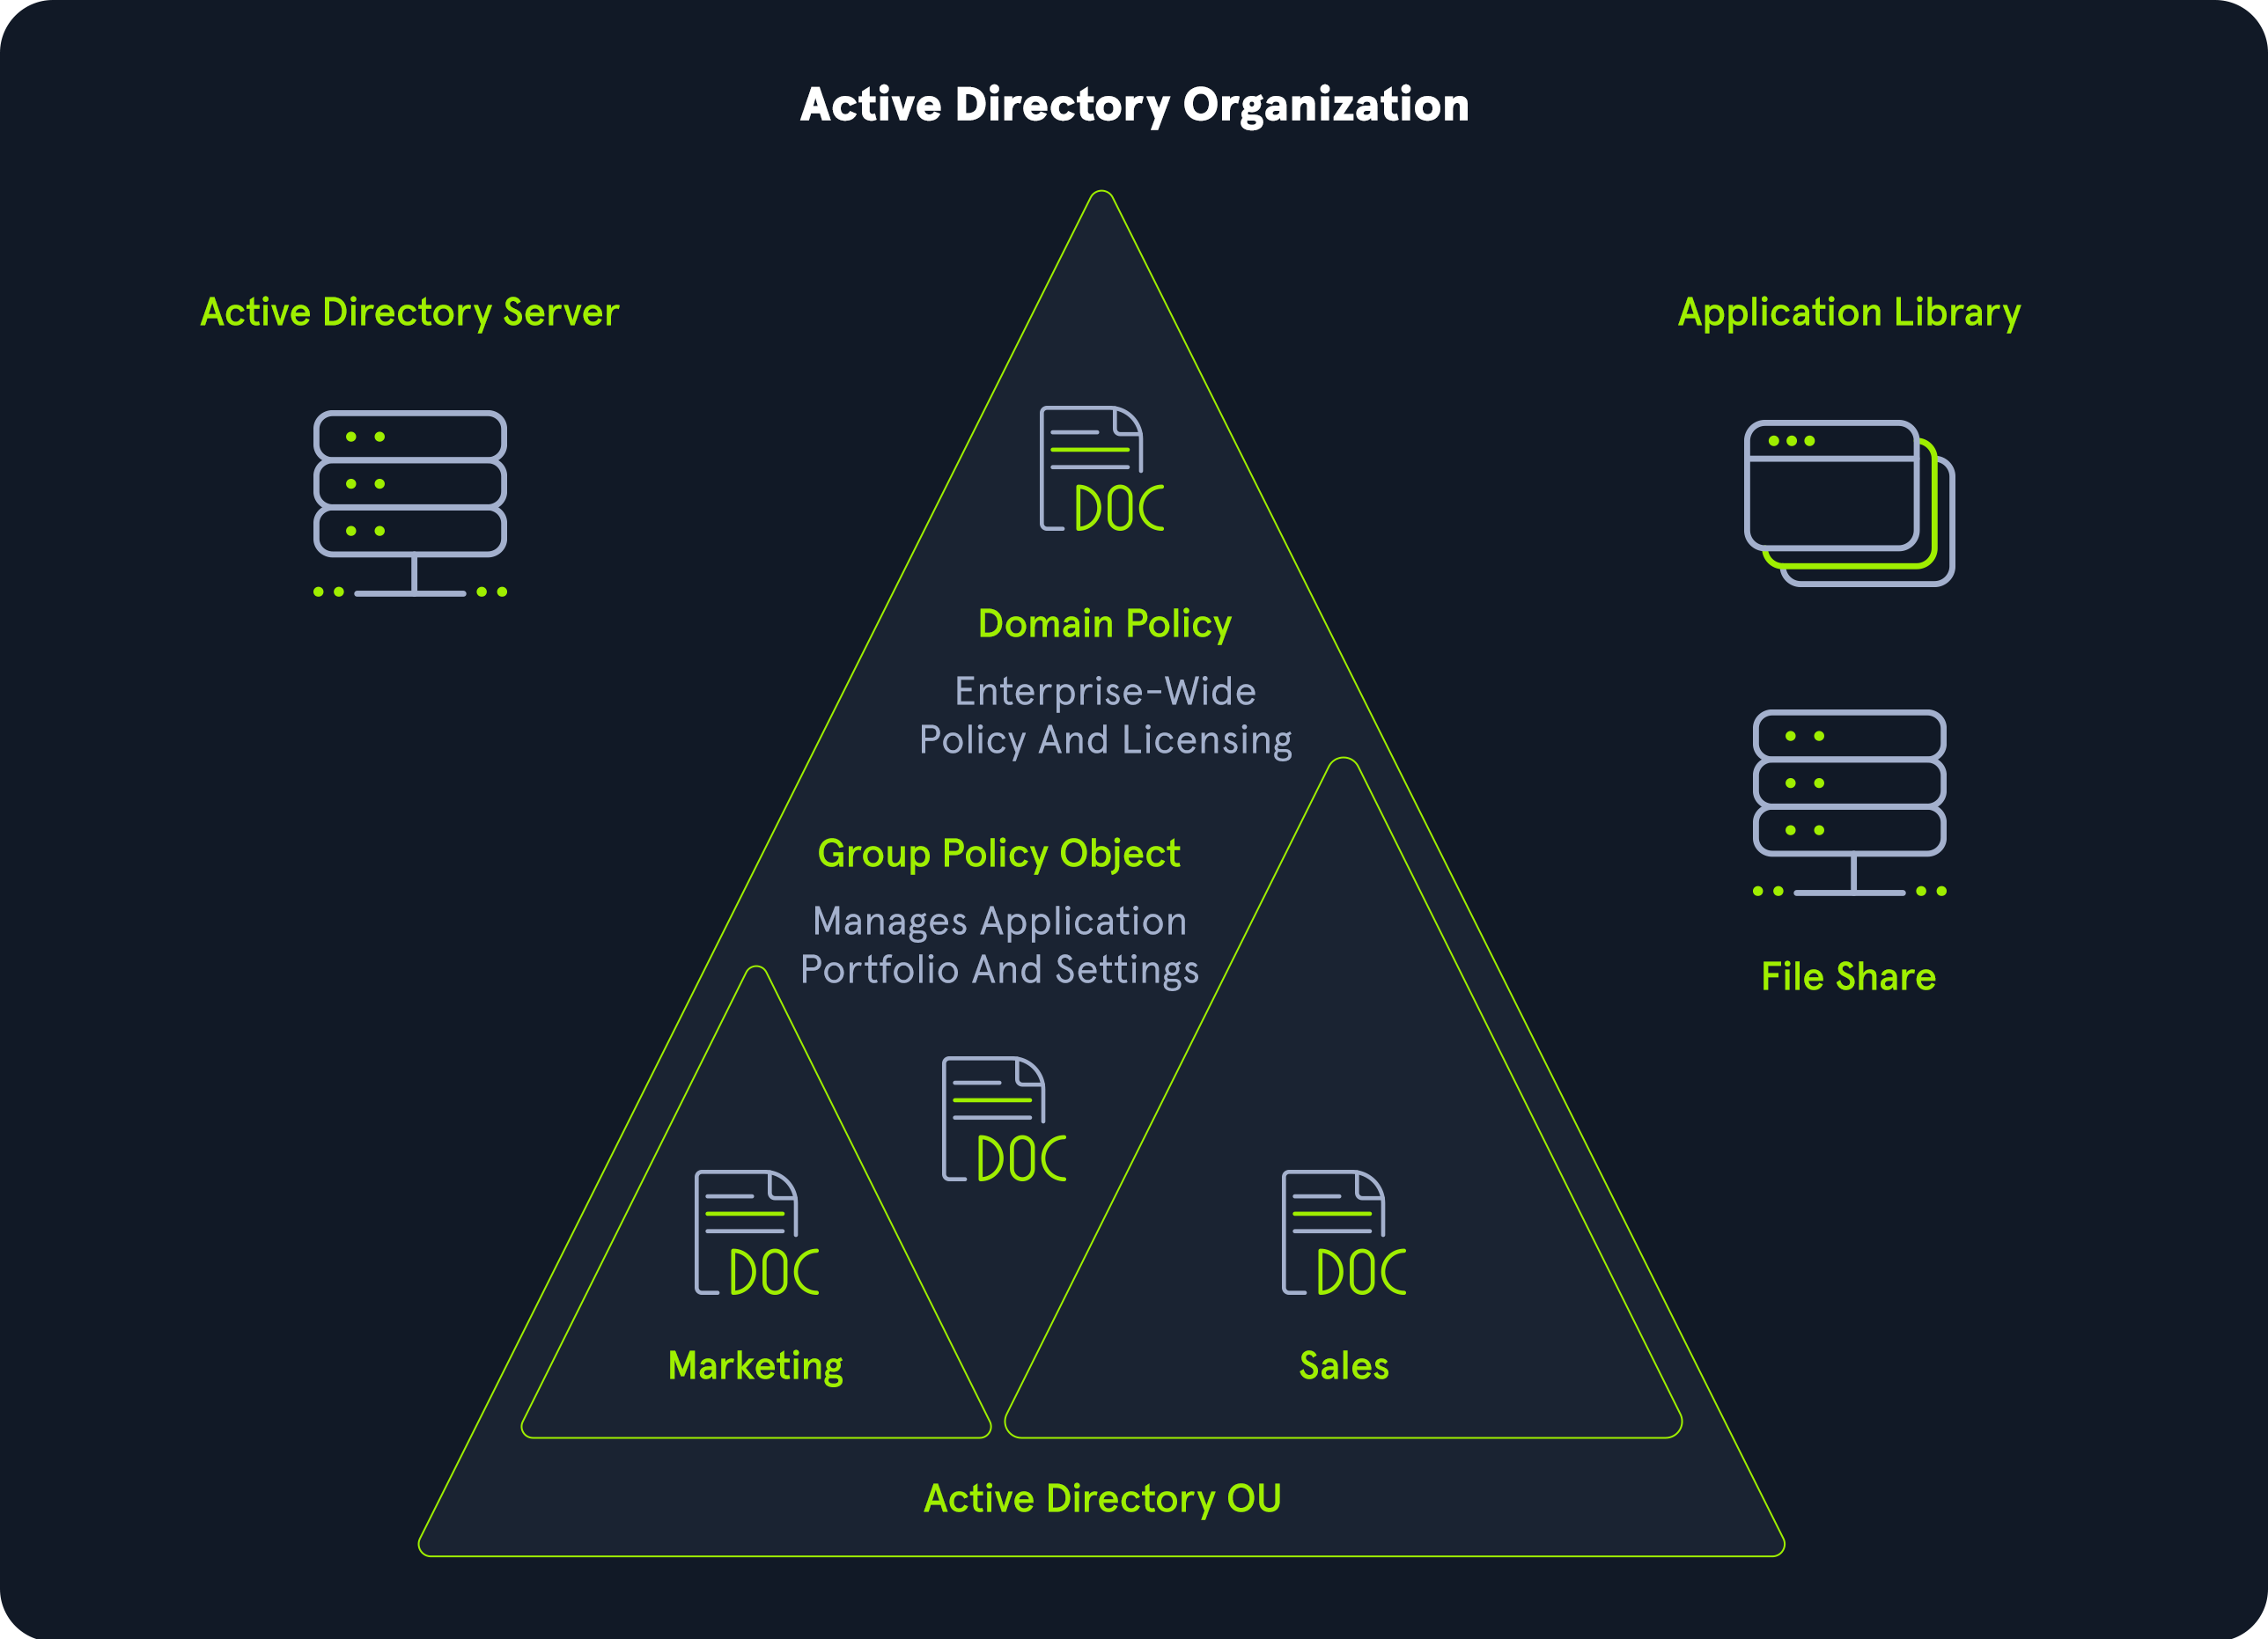 Active Directory Organization
Active Directory Server
Application Library
DOC
Domain Policy
Enterprise-Wide
Policy And Licensing
Group Policy Object
Manages Application
Portfolio And Settings
File Share
DOC
DOC
DOC
Marketing
Sales
Active Directory OU